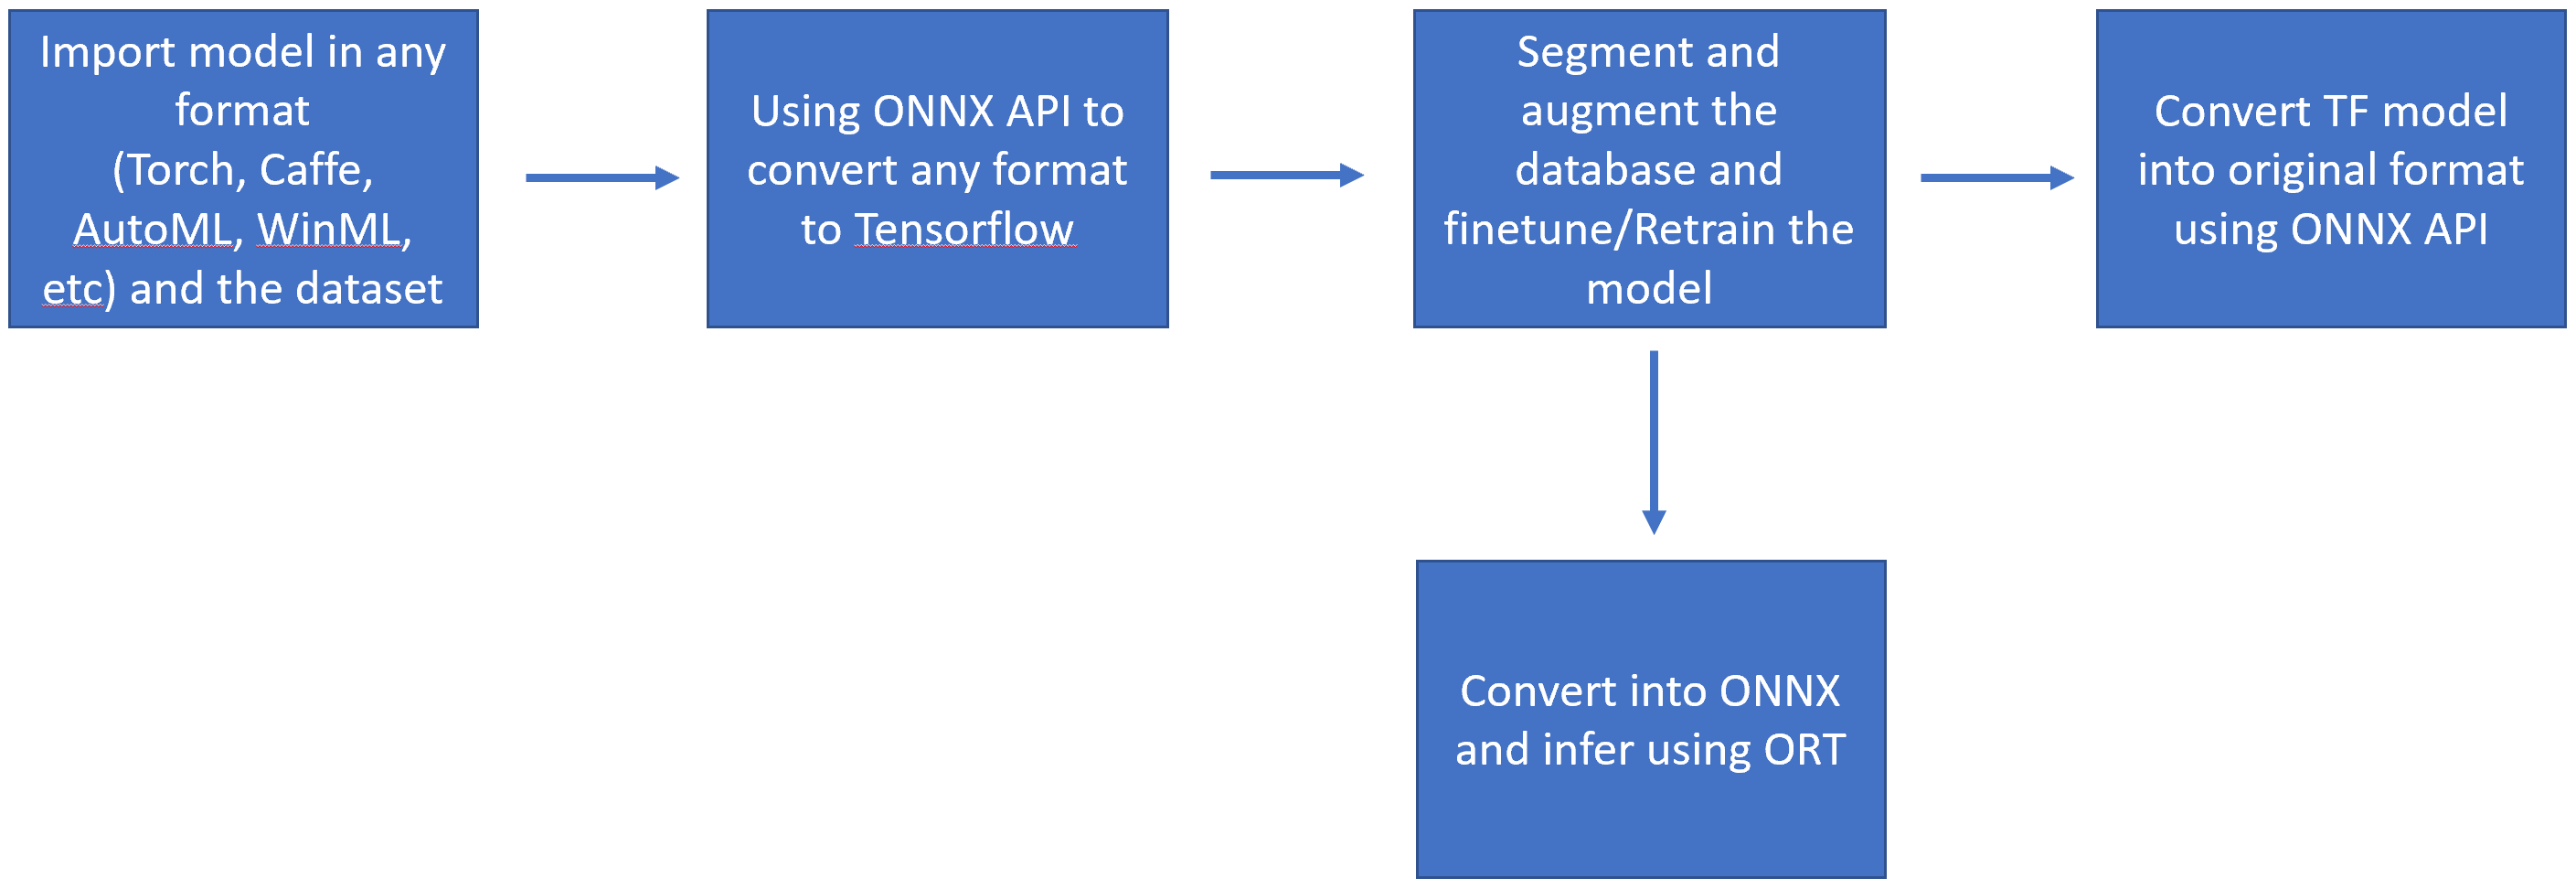 Import model in any
format
(Torch, Caffe,
AutoML, WinML,
etc) and the dataset
Using ONNX API to
convert any format
to Tensorflow
Segment and
augment the
database and
finetune/Retrain the
model
Convert TF model
into original format
using ONNX API
Convert into ONNX
and infer using ORT